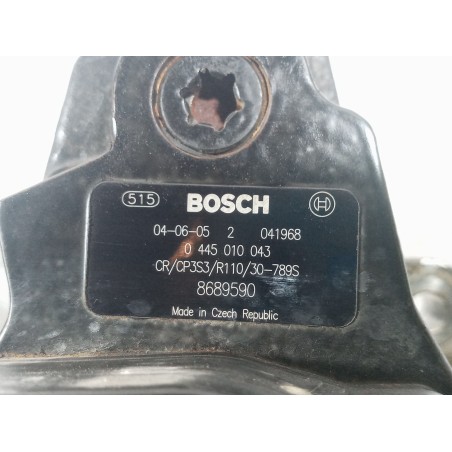 515 BOSCH
04-06-05 2 041968
0 445 010 043
CR/CP3S3/R110/30-789S
8689590
Made in Czech Republic